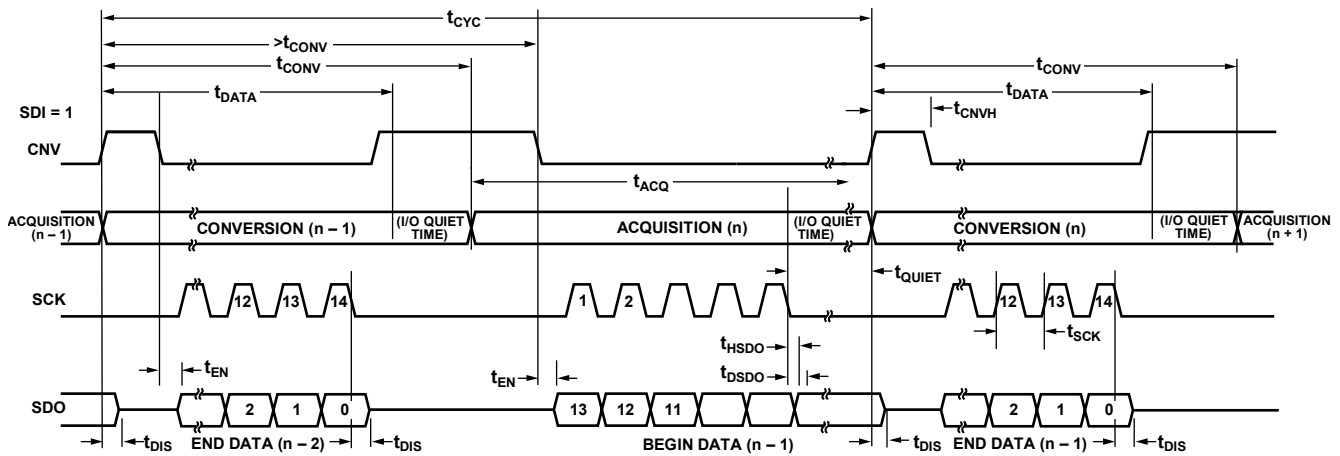 tCYC
>tCONV
tCONV
tCONV
tDATA
tDATA
SDI = 1
tCNVH
CNV
tACQ
ACQUISITION (n – 1)
CONVERSION (n – 1)
(I/O QUIET TIME)
ACQUISITION (n)
(I/O QUIET TIME)
CONVERSION (n)
(I/O QUIET TIME)
ACQUISITION (n + 1)
tQUIET
SCK
12 13 14
1 2
12 13 14
tSCK
tHSDO
tEN
tEN
tDSDO
SDO
2 1 0
13 12 11
2 1 0
tDIS
END DATA (n – 2)
tDIS
BEGIN DATA (n – 1)
tDIS
END DATA (n – 1)
tDIS